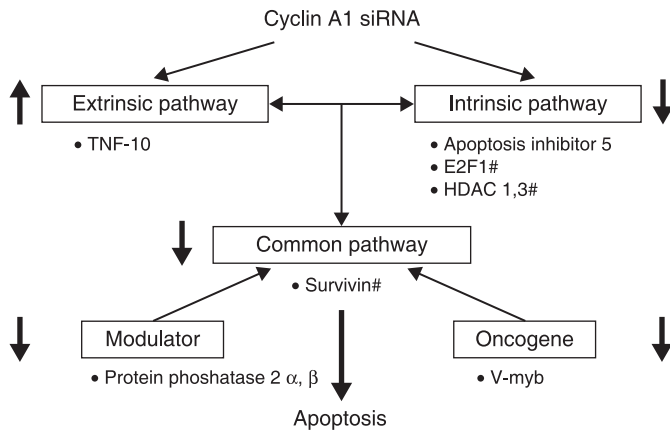 Cyclin A1 siRNA
Extrinsic pathway
Intrinsic pathway
• TNF-10
• Apoptosis inhibitor 5
• E2F1#
• HDAC 1,3#
Common pathway
• Survivin#
Modulator
Oncogene
• Protein phoshatase 2 α, β
• V-myb
Apoptosis